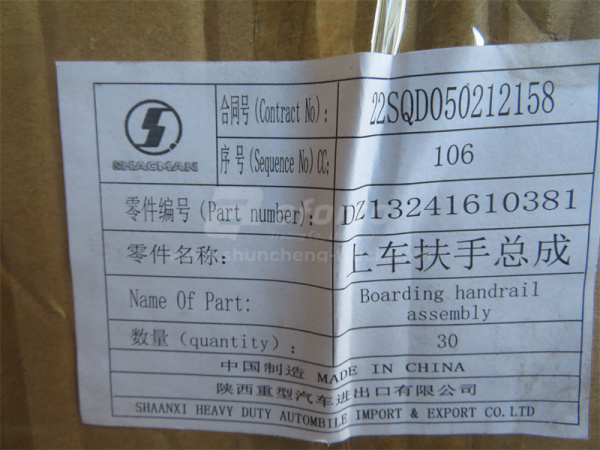 SHACMAN
合同号(Contract No):
22SQD050212158
序号(Sequence No)CC:
106
零件编号(Part number):
DZ13241610381
零件名称:
上车扶手总成
Name Of Part:
Boarding handrail
assembly
数量(quantity):
30
中国制造 MADE IN CHINA
陕西重型汽车进出口有限公司
SHAANXI HEAVY DUTY AUTOMBILE IMPORT & EXPORT CO.LTD